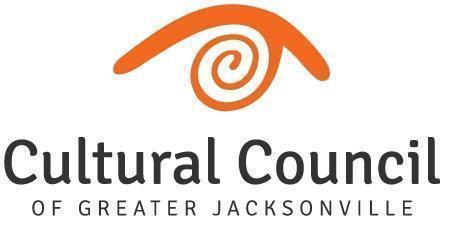 Cultural Council
OF GREATER JACKSONVILLE